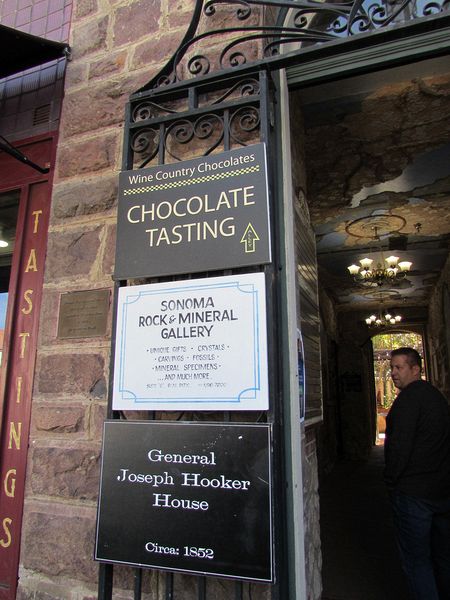 TASTINGS
Wine Country Chocolates
CHOCOLATE
TASTING
SONOMA
ROCK & MINERAL
GALLERY
· UNIQUE GIFTS · CRYSTALS ·
· CARVINGS · FOSSILS ·
· MINERAL SPECIMENS ·
...AND MUCH MORE...
General
Joseph Hooker
House
Circa: 1852